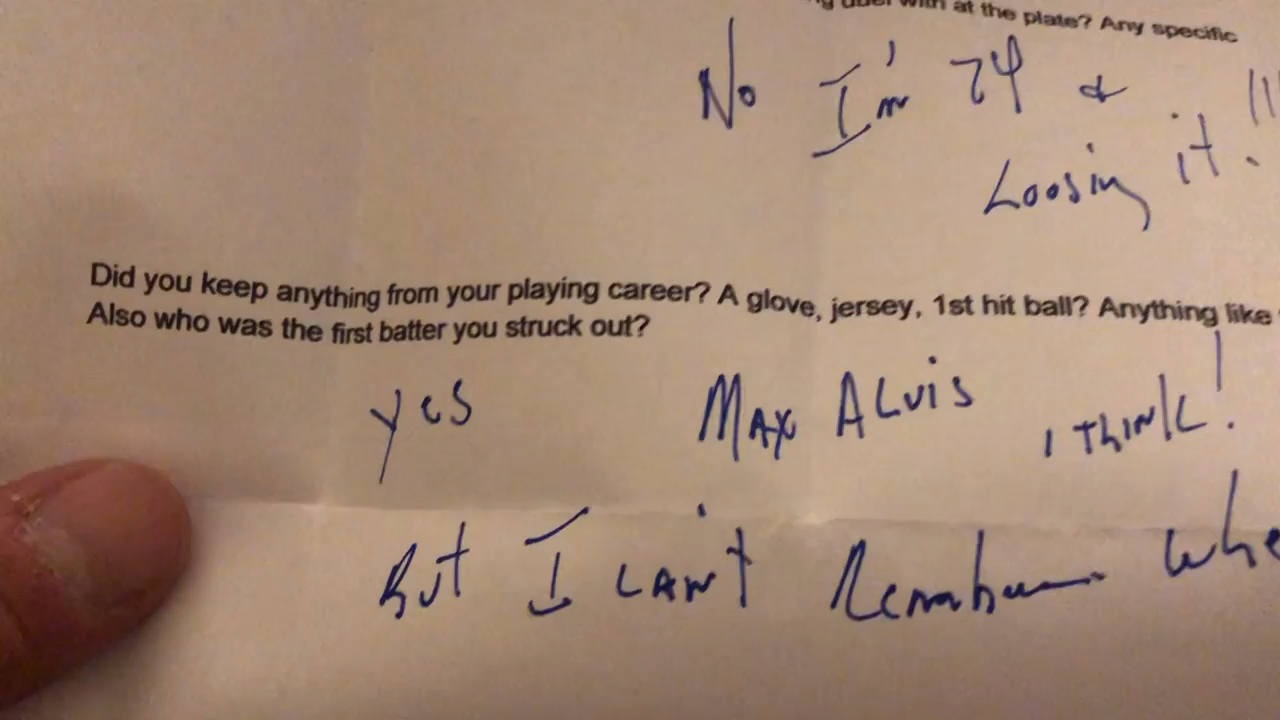 with at the plate? Any specific
No I'm 74 &
Loosing it!!!
Did you keep anything from your playing career? A glove, jersey, 1st hit ball? Anything like
Also who was the first batter you struck out?
yes Max Alvis I think!
But I can't Remember Whe